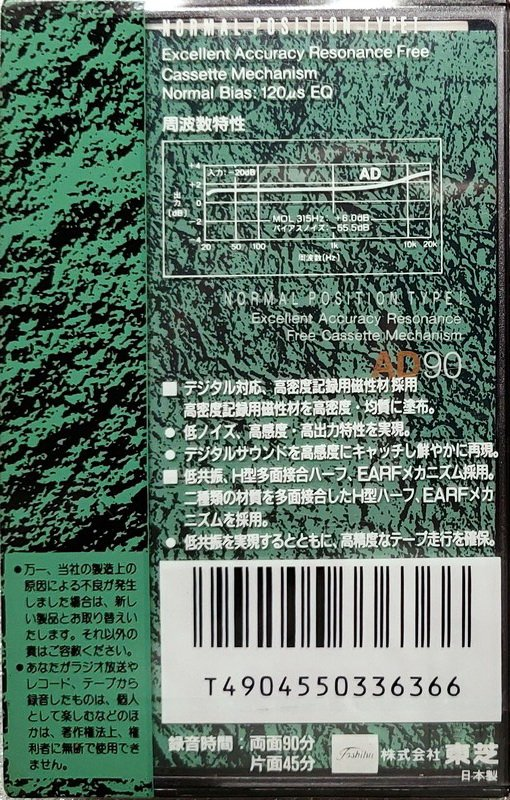 NORMAL POSITION TYPE I
Excellent Accuracy Resonance Free
Cassette Mechanism
Normal Bias: 120μs EQ
周波数特性
+4
入力:-20dB
AD
+2
出力[dB]
0
2
MOL 315Hz: +6.0dB
バイアスノイズ:-55.5dB
4
20 50 100 1k 10k 20k
周波数[Hz]
NORMAL POSITION TYPE I
Excellent Accuracy Resonance
Free Cassette Mechanism
AD90
■ デジタル対応、高密度記録用磁性材採用
高密度記録用磁性材を高密度・均質に塗布。
● 低ノイズ、高感度・高出力特性を実現。
● デジタルサウンドを高感度にキャッチし鮮やかに再現。
■ 低共振、H型多面接合ハーフ、EARFメカニズム採用。
二種類の材質を多面接合したH型ハーフ、EARFメカ
ニズムを採用。
● 低共振を実現するとともに、高精度なテープ走行を確保。
●万一、当社の製造上の
原因による不良が発生
しました場合は、新し
い製品とお取り替えい
たします。それ以外の
責はご容赦ください。
●あなたがラジオ放送や
レコード、テープから
録音したものは、個人
として楽しむなどのほ
かは、著作権法上、権
利者に無断で使用でき
ません。
T4904550336366
録音時間:両面90分
片面45分
Toshiba
株式会社 東芝
日本製